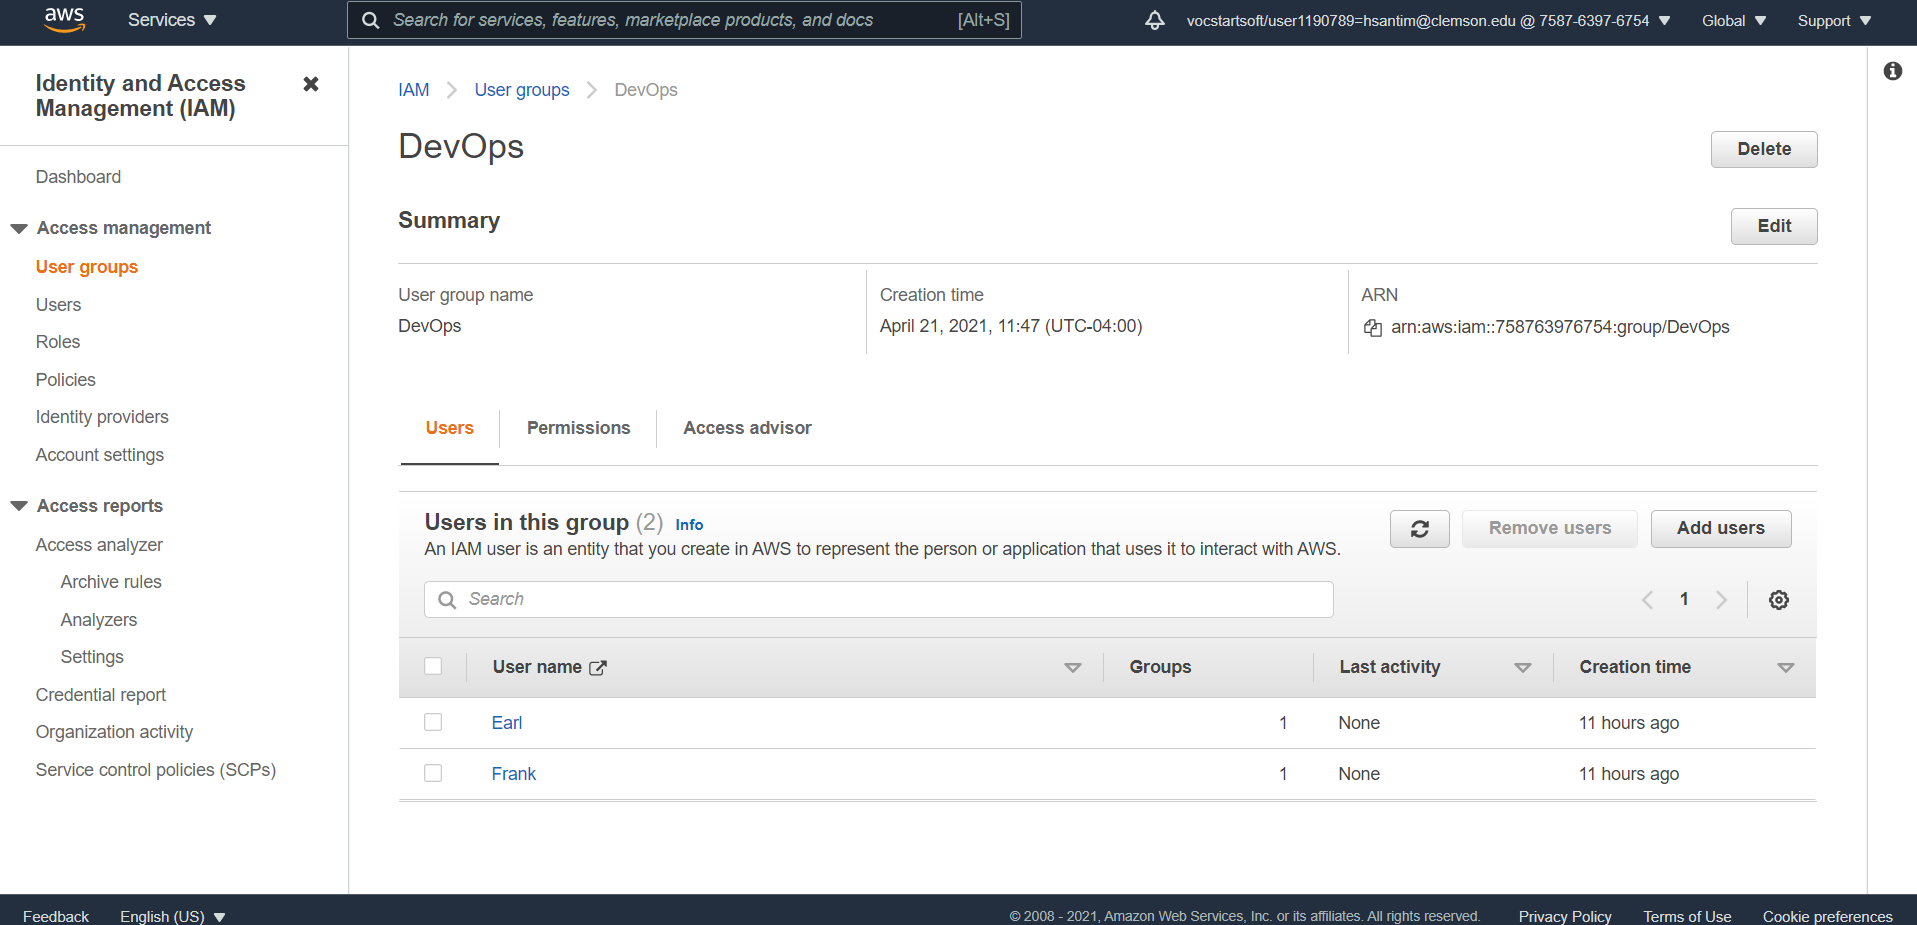 aws
Services
Search for services, features, marketplace products, and docs [Alt+S]
vocstartsoft/user1190789=hsantim@clemson.edu @ 7587-6397-6754
Global
Support
Identity and Access
Management (IAM)
Dashboard
Access management
User groups
Users
Roles
Policies
Identity providers
Account settings
Access reports
Access analyzer
Archive rules
Analyzers
Settings
Credential report
Organization activity
Service control policies (SCPs)
IAM
User groups
DevOps
DevOps
Delete
Summary
Edit
User group name
DevOps
Creation time
April 21, 2021, 11:47 (UTC-04:00)
ARN
arn:aws:iam::758763976754:group/DevOps
Users
Permissions
Access advisor
Users in this group (2) Info
An IAM user is an entity that you create in AWS to represent the person or application that uses it to interact with AWS.
Remove users
Add users
Search
1
User name Groups Last activity Creation time
Earl 1 None 11 hours ago
Frank 1 None 11 hours ago
Feedback
English (US)
© 2008 - 2021, Amazon Web Services, Inc. or its affiliates. All rights reserved.
Privacy Policy
Terms of Use
Cookie preferences